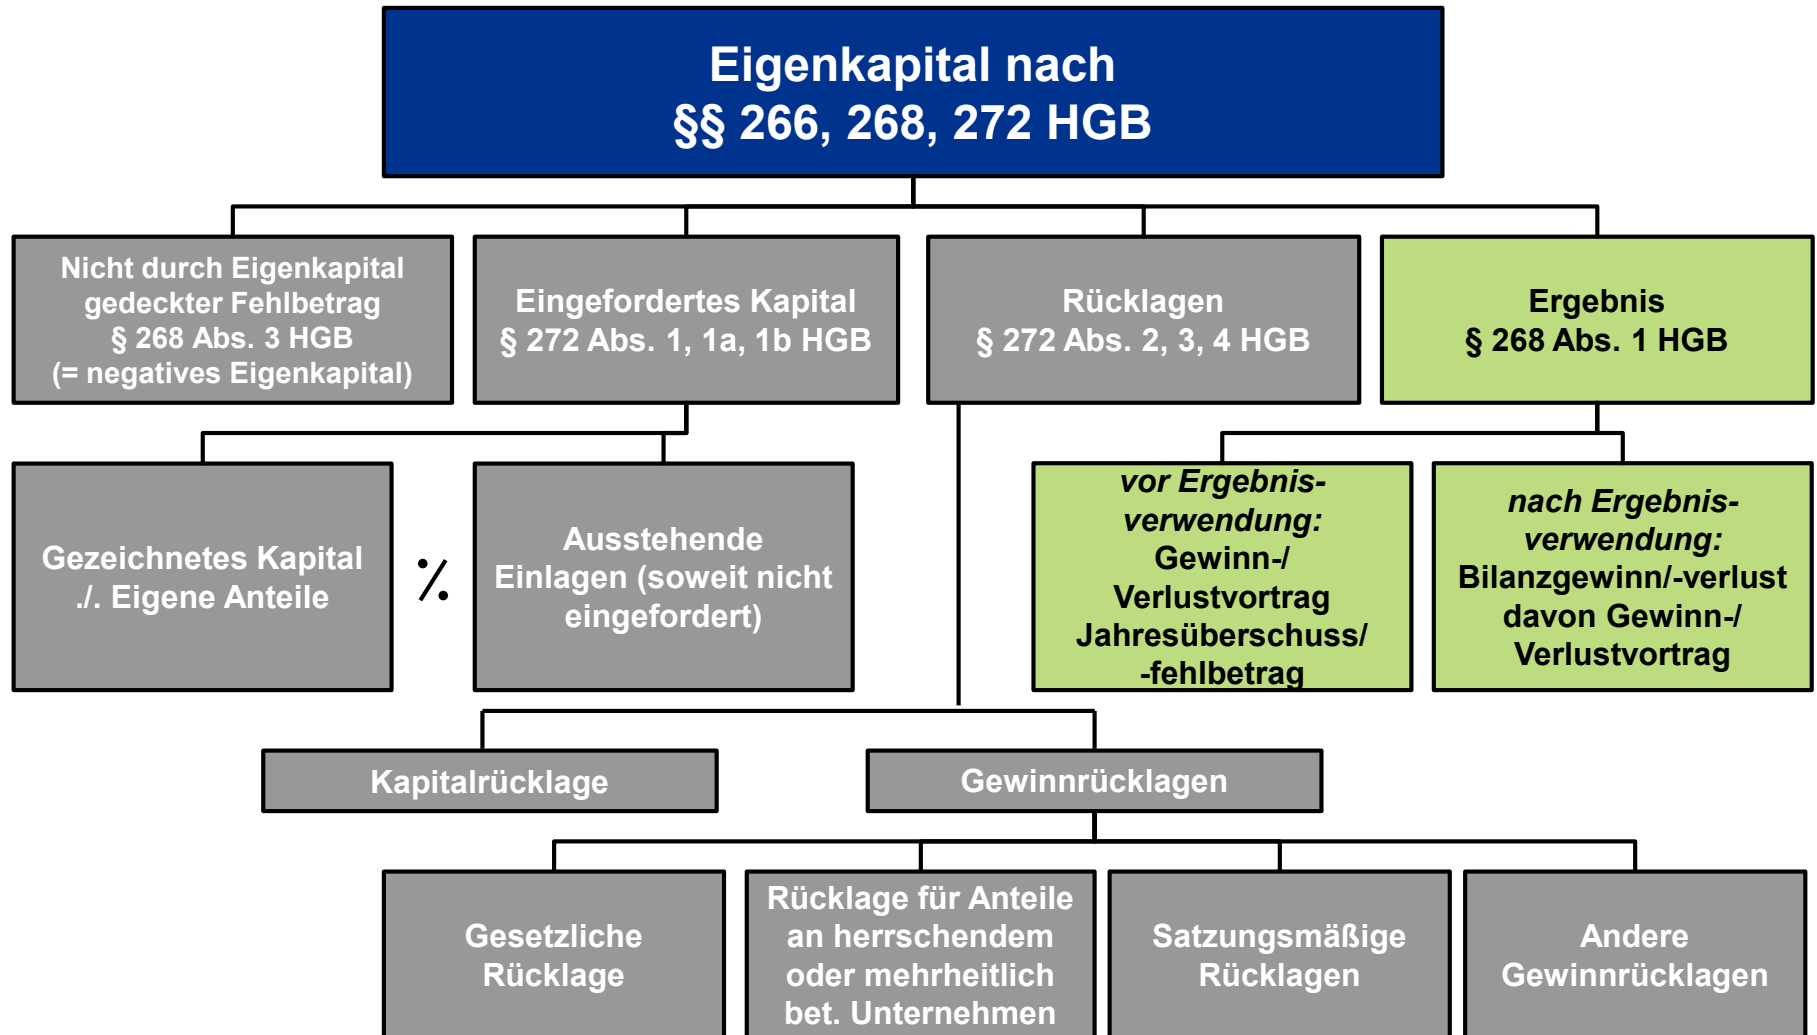 Eigenkapital nach
§§ 266, 268, 272 HGB
Nicht durch Eigenkapital
gedeckter Fehlbetrag
§ 268 Abs. 3 HGB
(= negatives Eigenkapital)
Eingefordertes Kapital
§ 272 Abs. 1, 1a, 1b HGB
Rücklagen
§ 272 Abs. 2, 3, 4 HGB
Ergebnis
§ 268 Abs. 1 HGB
Gezeichnetes Kapital
./. Eigene Anteile
⁒
Ausstehende
Einlagen (soweit nicht
eingefordert)
vor Ergebnis-
verwendung:
Gewinn-/
Verlustvortrag
Jahresüberschuss/
-fehlbetrag
nach Ergebnis-
verwendung:
Bilanzgewinn/-verlust
davon Gewinn-/
Verlustvortrag
Kapitalrücklage
Gewinnrücklagen
Gesetzliche
Rücklage
Rücklage für Anteile
an herrschendem
oder mehrheitlich
bet. Unternehmen
Satzungsmäßige
Rücklagen
Andere
Gewinnrücklagen